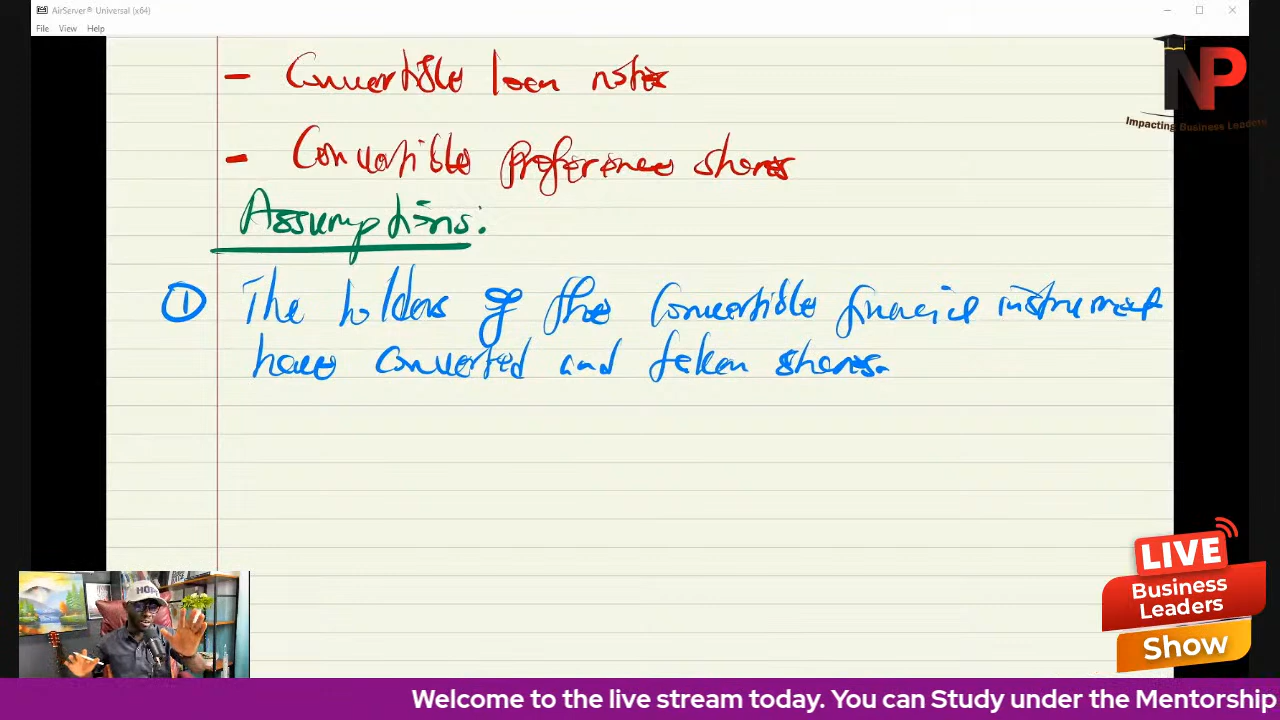 AirServer® Universal (x64)
File View Help
- Convertible loan notes
- Convertible preference shares
Assumptions:
① The holders of the convertible financial instrument
have converted and taken shares.
NP
Impacting Business Leaders
HOPE
LIVE
Business
Leaders
Show
Welcome to the live stream today. You can Study under the Mentorship